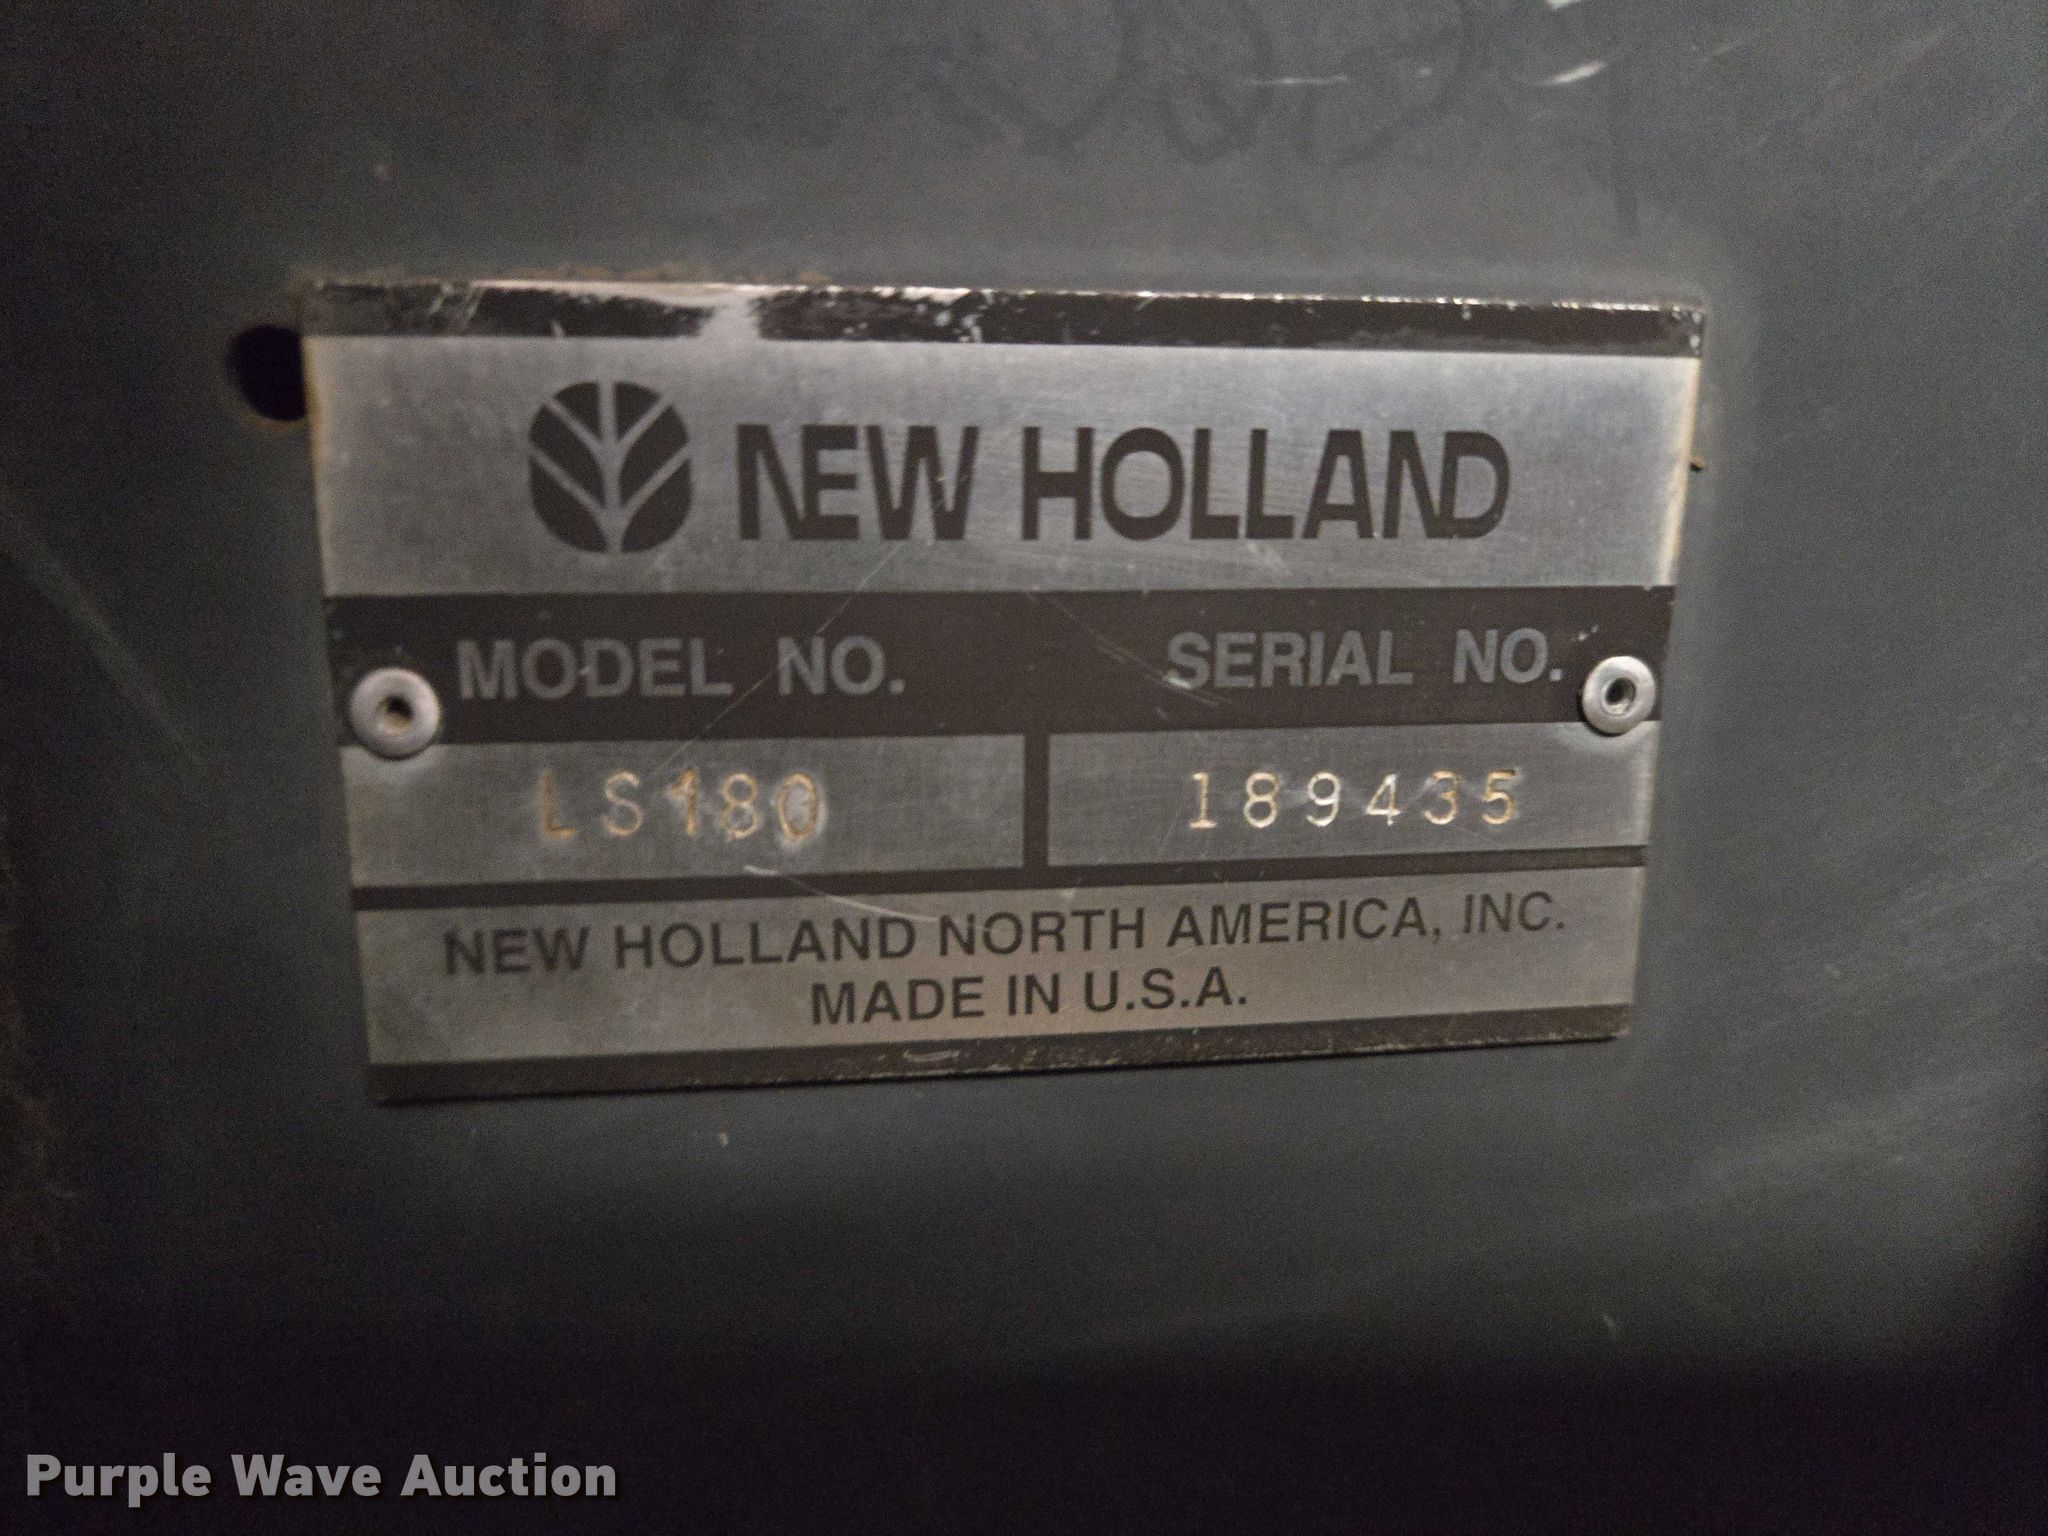 NEW HOLLAND
MODEL NO. SERIAL NO.
LS180 189435
NEW HOLLAND NORTH AMERICA, INC.
MADE IN U.S.A.
Purple Wave Auction